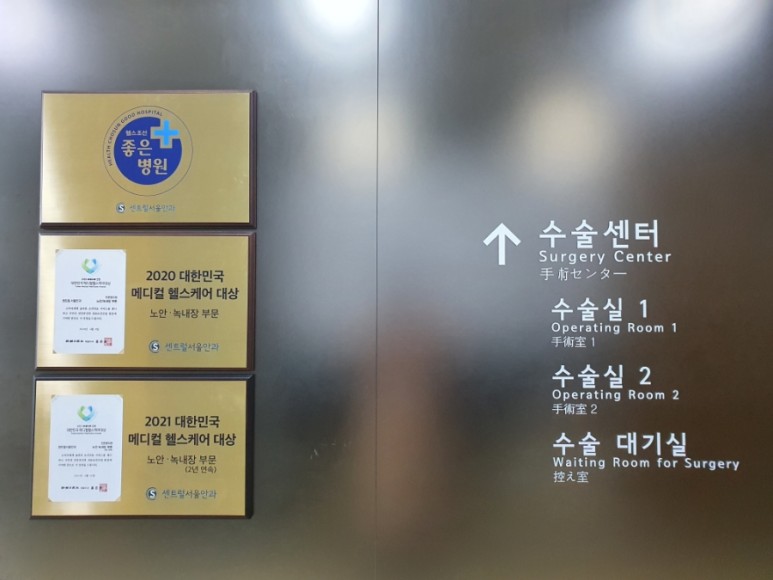 HEALTH CHOSUN GOOD HOSPITAL
헬스조선
좋은
병원
센트럴서울안과
2020 대한민국
메디컬 헬스케어 대상
노안 · 녹내장 부문
센트럴서울안과
2021 대한민국
메디컬 헬스케어 대상
노안 · 녹내장 부문
(2년 연속)
센트럴서울안과
수술센터
Surgery Center
手術センター
수술실 1
Operating Room 1
手術室 1
수술실 2
Operating Room 2
手術室 2
수술 대기실
Waiting Room for Surgery
控え室